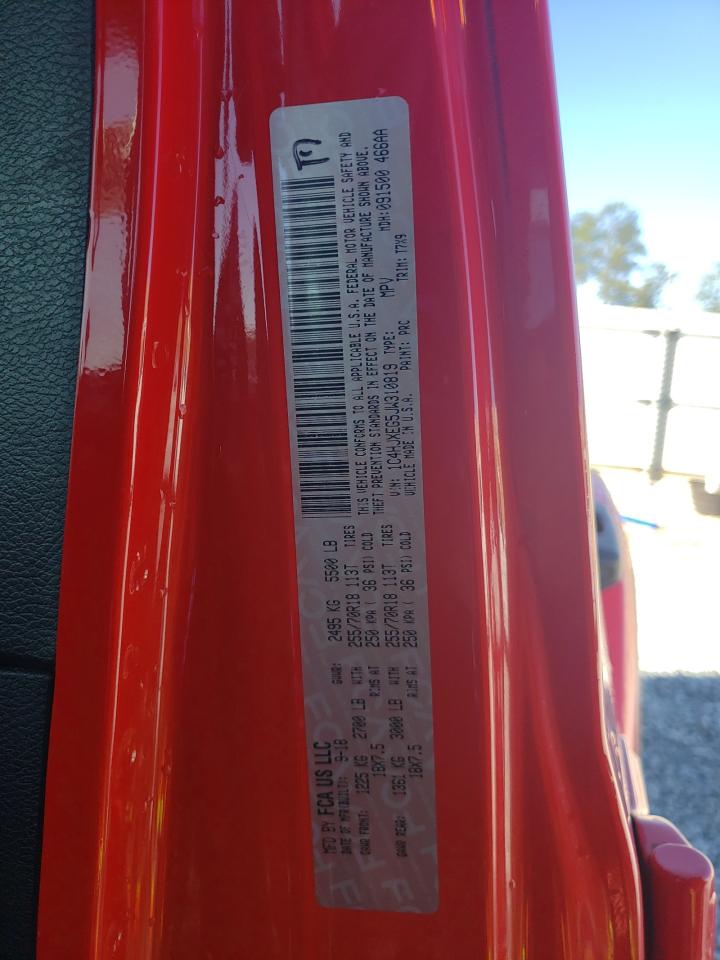 MFD BY FCA US LLC
DATE OF MFR(BUILT): 9-18 GVWR: 2495 KG 5500 LB
GAWR FRONT: 1225 KG 2700 LB WITH 255/70R18 113T TIRES
18X7.5 RIMS AT 250 KPA ( 36 PSI) COLD
GAWR REAR: 1361 KG 3000 LB WITH 255/70R18 113T TIRES
18X7.5 RIMS AT 250 KPA ( 36 PSI) COLD
THIS VEHICLE CONFORMS TO ALL APPLICABLE U.S.A. FEDERAL MOTOR VEHICLE SAFETY AND
THEFT PREVENTION STANDARDS IN EFFECT ON THE DATE OF MANUFACTURE SHOWN ABOVE.
VIN: 1C4HJXEG5JW310819 TYPE: MPV MDH:091500 466AA
VEHICLE MADE IN U.S.A. PAINT: PRC TRIM: T7X9